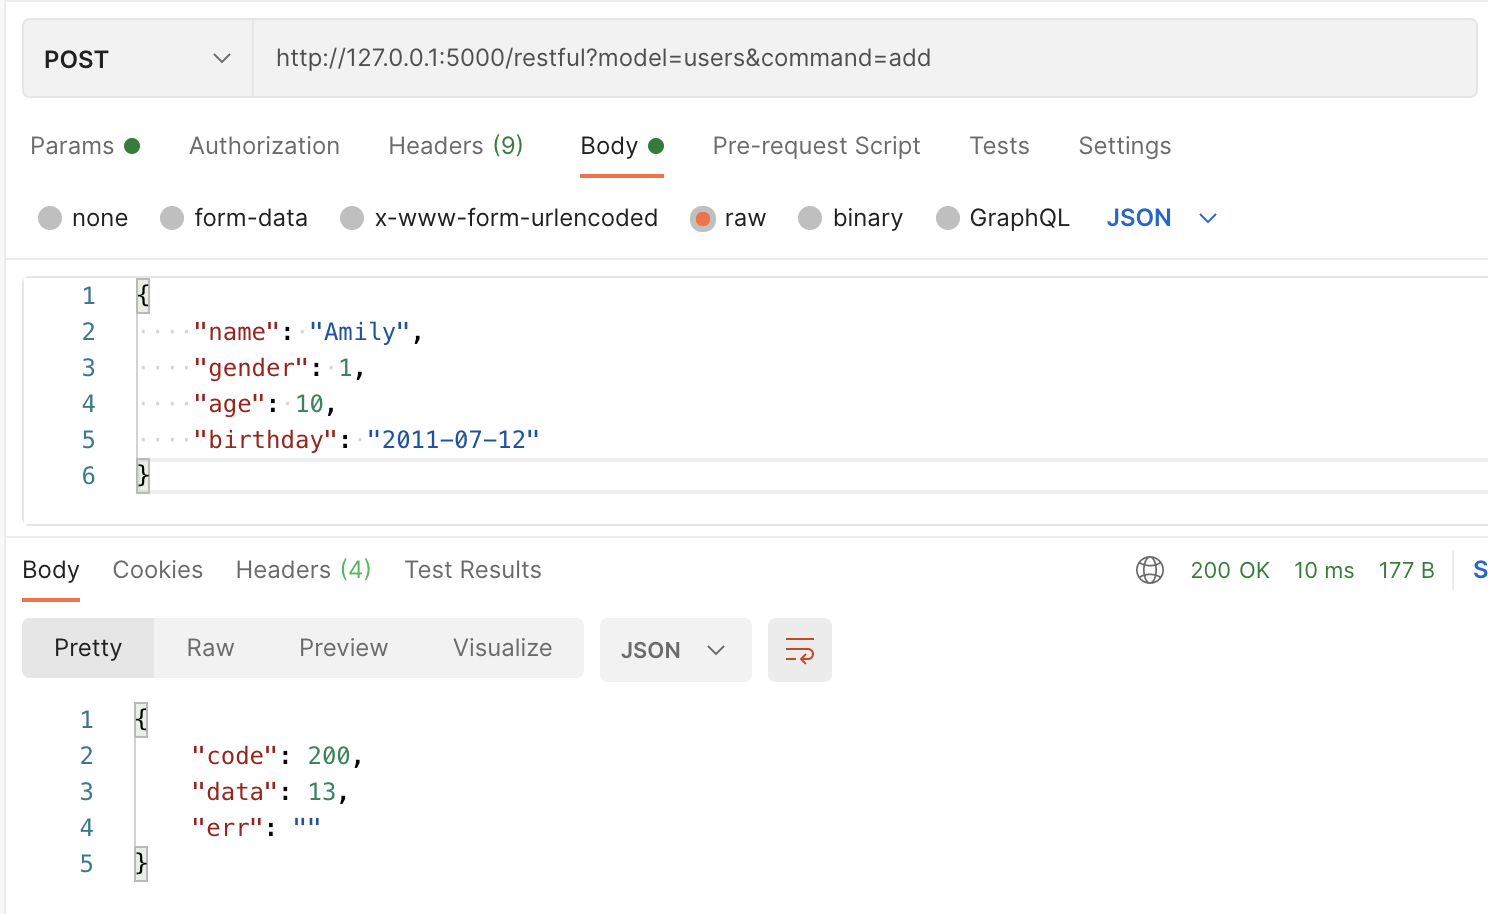 POST http://127.0.0.1:5000/restful?model=users&command=add
Params Authorization Headers (9) Body Pre-request Script Tests Settings
none form-data x-www-form-urlencoded raw binary GraphQL JSON
1 {
2 "name": "Amily",
3 "gender": 1,
4 "age": 10,
5 "birthday": "2011-07-12"
6 }
Body Cookies Headers (4) Test Results 200 OK 10 ms 177 B S
Pretty Raw Preview Visualize JSON
1 {
2 "code": 200,
3 "data": 13,
4 "err": ""
5 }